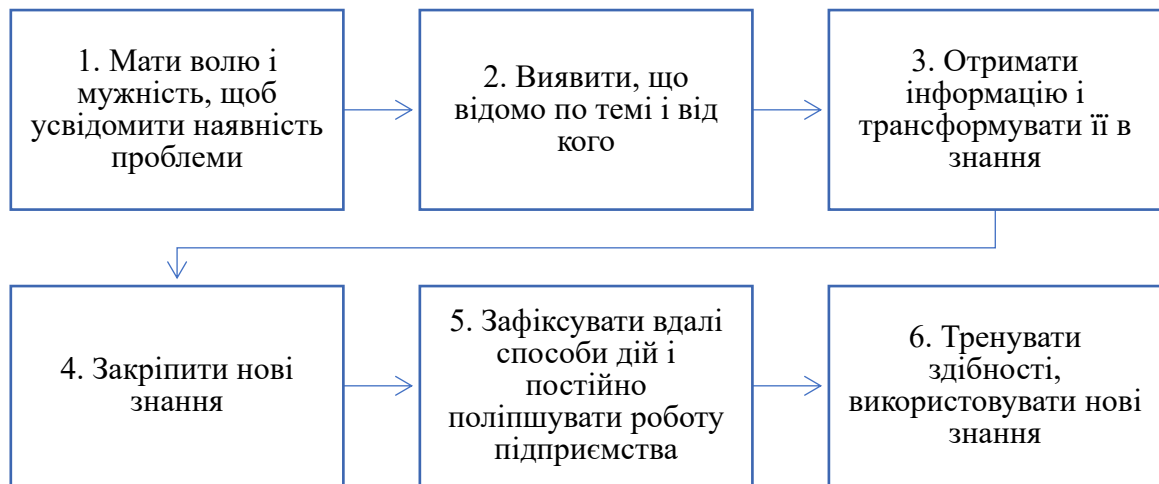 1. Мати волю і
мужність, щоб
усвідомити наявність
проблеми
2. Виявити, що
відомо по темі і від
кого
3. Отримати
інформацію і
трансформувати її в
знання
4. Закріпити нові
знання
5. Зафіксувати вдалі
способи дій і
постійно
поліпшувати роботу
підприємства
6. Тренувати
здібності,
використовувати нові
знання